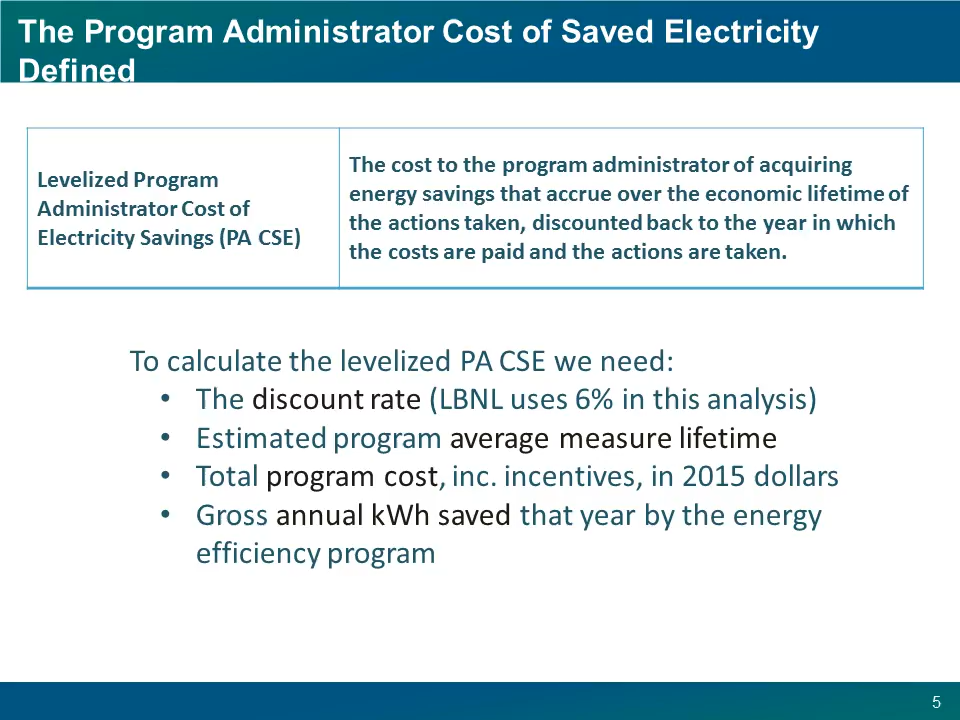 The Program Administrator Cost of Saved Electricity
Defined
Levelized Program
Administrator Cost of
Electricity Savings (PA CSE)
The cost to the program administrator of acquiring
energy savings that accrue over the economic lifetime of
the actions taken, discounted back to the year in which
the costs are paid and the actions are taken.
To calculate the levelized PA CSE we need:
• The discount rate (LBNL uses 6% in this analysis)
• Estimated program average measure lifetime
• Total program cost, inc. incentives, in 2015 dollars
• Gross annual kWh saved that year by the energy
efficiency program
5